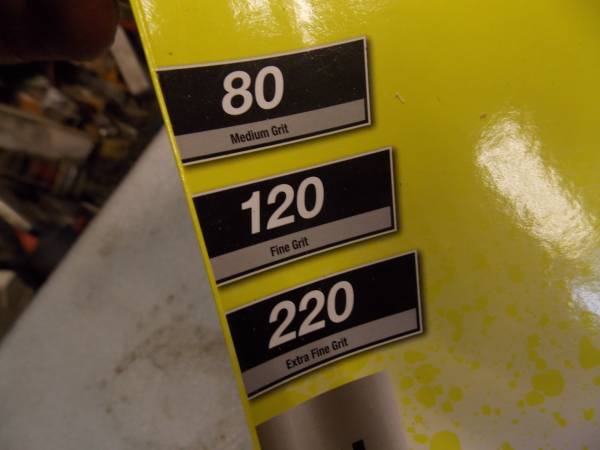 80
Medium Grit
120
Fine Grit
220
Extra Fine Grit